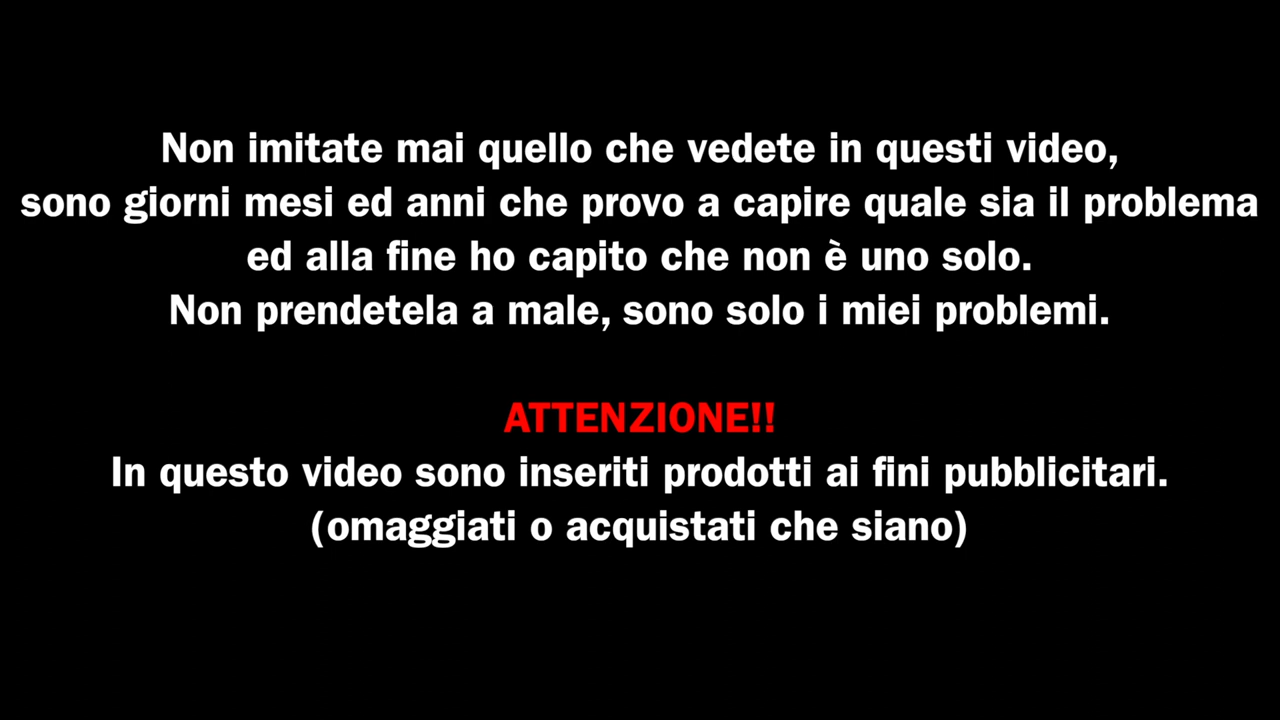 Non imitate mai quello che vedete in questi video,
sono giorni mesi ed anni che provo a capire quale sia il problema
ed alla fine ho capito che non è uno solo.
Non prendetela a male, sono solo i miei problemi.
ATTENZIONE!!
In questo video sono inseriti prodotti ai fini pubblicitari.
(omaggiati o acquistati che siano)